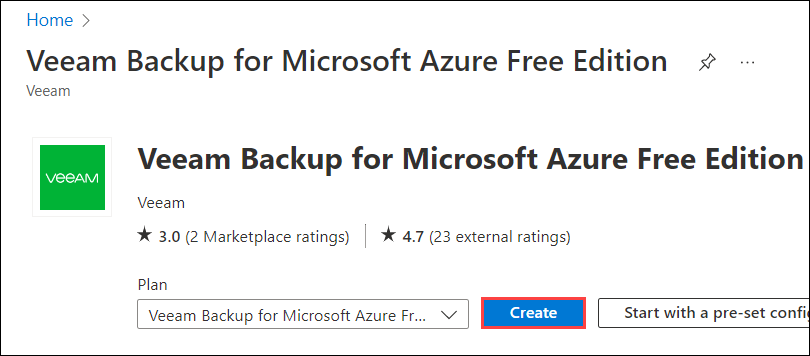 Home >
Veeam Backup for Microsoft Azure Free Edition ...
Veeam
veeAM
Veeam Backup for Microsoft Azure Free Edition
Veeam
★ 3.0 (2 Marketplace ratings) | ★ 4.7 (23 external ratings)
Plan
Veeam Backup for Microsoft Azure Fr... Create Start with a pre-set config